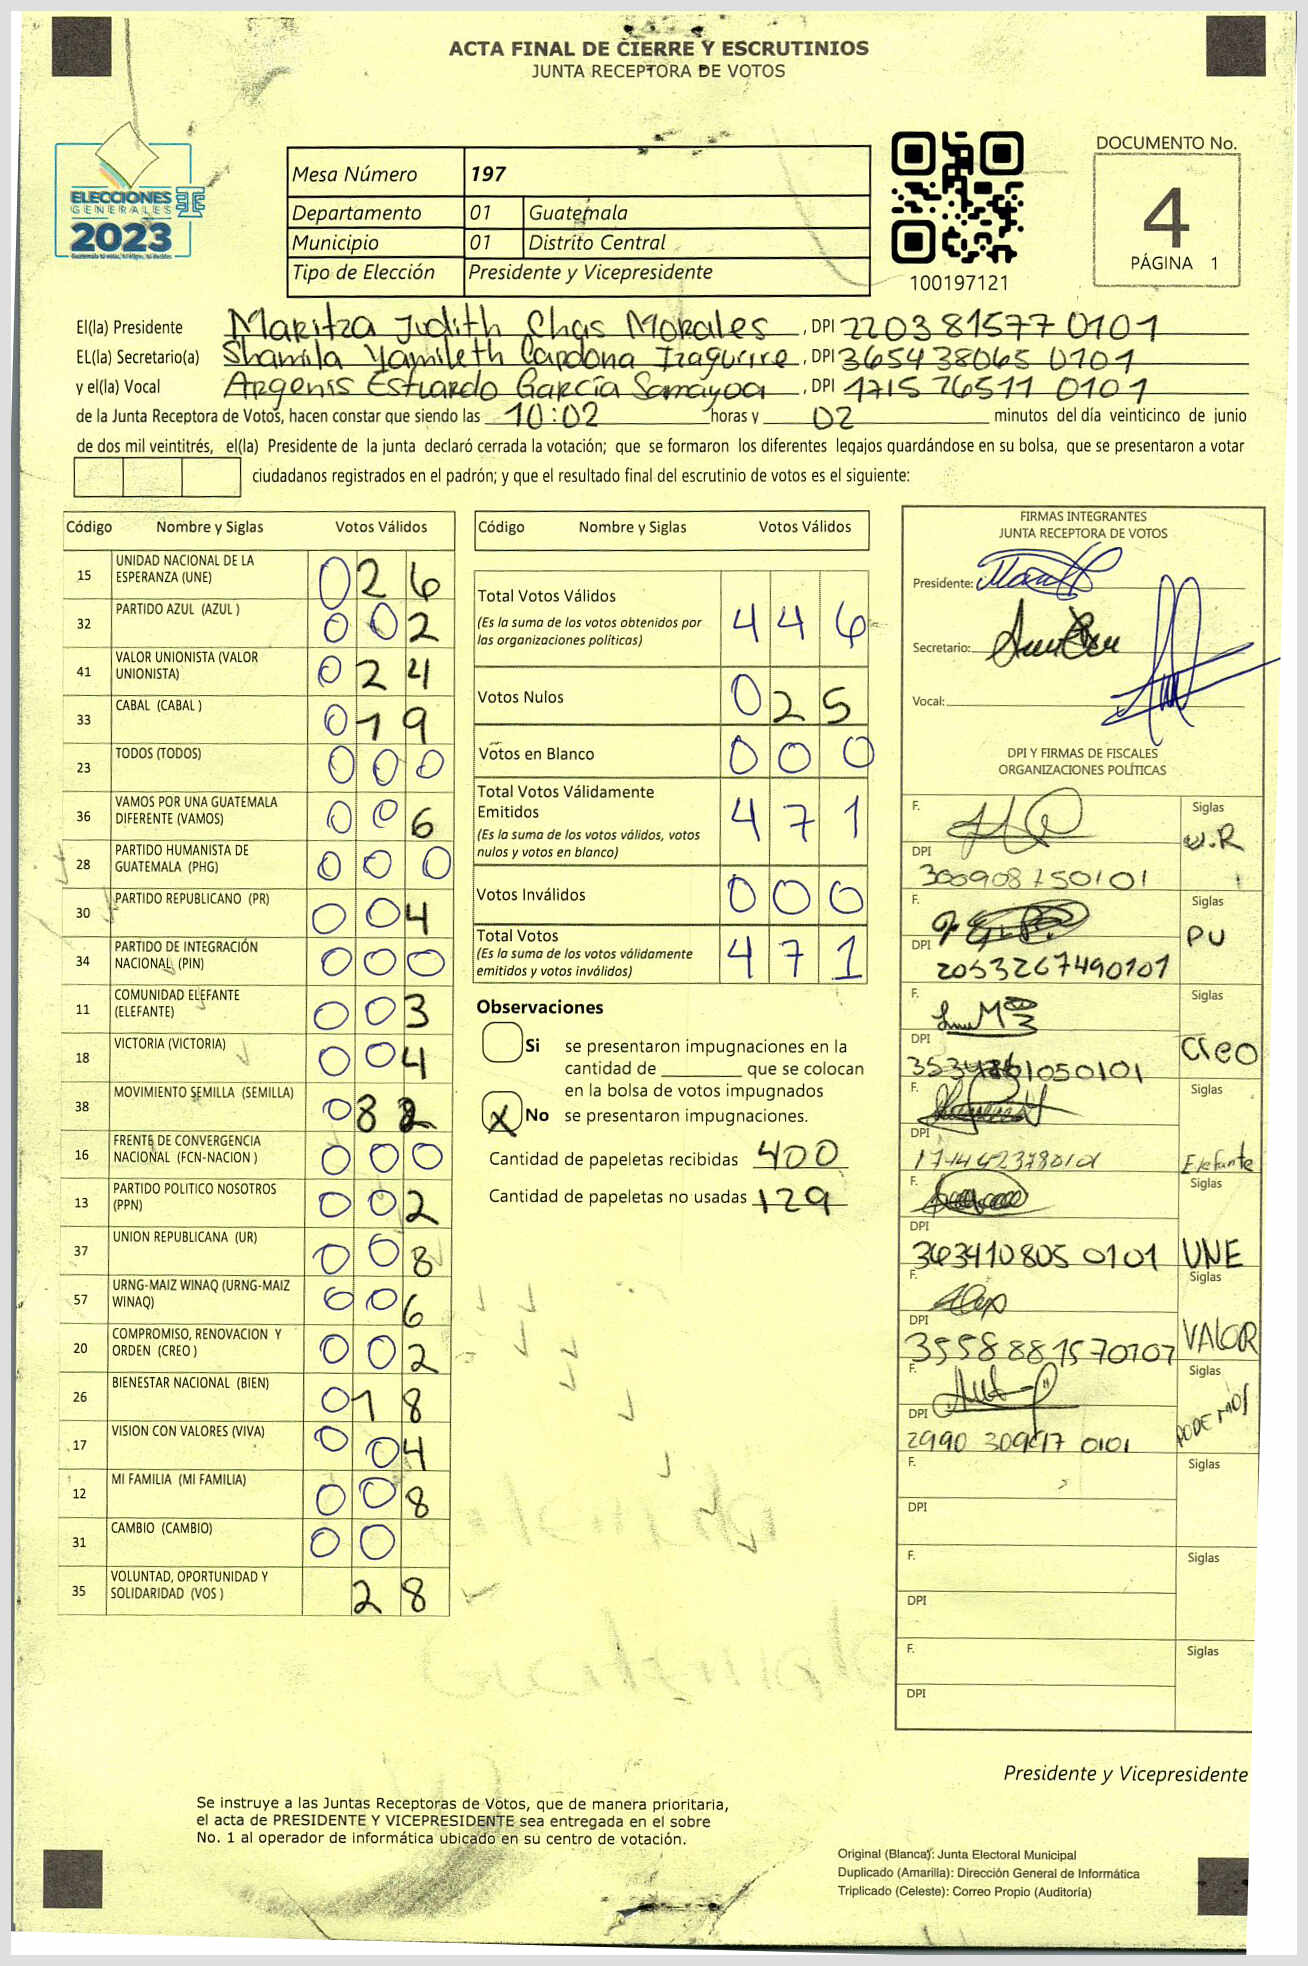 ACTA FINAL DE CIERRE Y ESCRUTINIOS
JUNTA RECEPTORA DE VOTOS
ELECCIONES
GENERALES
2023
Mesa Número 197
Departamento 01 Guatemala
Municipio 01 Distrito Central
Tipo de Elección Presidente y Vicepresidente
100197121
DOCUMENTO No.
4
PÁGINA 1
El(la) Presidente Maritza Judith Chas Morales , DPI 220381577 0101
EL(la) Secretario(a) Shamila Yamileth Cardona Izagurire , DPI 365438065 0101
y el(la) Vocal Argenis Estuardo García Samayoa , DPI 1715 26511 0101
de la Junta Receptora de Votos, hacen constar que siendo las 10:02 horas y 02 minutos del día veinticinco de junio
de dos mil veintitrés, el(la) Presidente de la junta declaró cerrada la votación; que se formaron los diferentes legajos guardándose en su bolsa, que se presentaron a votar
ciudadanos registrados en el padrón; y que el resultado final del escrutinio de votos es el siguiente:
Código Nombre y Siglas Votos Válidos
15 UNIDAD NACIONAL DE LA
ESPERANZA (UNE) 0 2 6
32 PARTIDO AZUL (AZUL ) 0 0 2
41 VALOR UNIONISTA (VALOR
UNIONISTA) 0 2 4
33 CABAL (CABAL ) 0 1 9
23 TODOS (TODOS) 0 0 0
36 VAMOS POR UNA GUATEMALA
DIFERENTE (VAMOS) 0 0 6
28 PARTIDO HUMANISTA DE
GUATEMALA (PHG) 0 0 0
30 PARTIDO REPUBLICANO (PR) 0 0 4
34 PARTIDO DE INTEGRACIÓN
NACIONAL (PIN) 0 0 0
11 COMUNIDAD ELEFANTE
(ELEFANTE) 0 0 3
18 VICTORIA (VICTORIA) 0 0 4
38 MOVIMIENTO SEMILLA (SEMILLA) 0 8 2
16 FRENTE DE CONVERGENCIA
NACIONAL (FCN-NACION ) 0 0 0
13 PARTIDO POLITICO NOSOTROS
(PPN) 0 0 2
37 UNION REPUBLICANA (UR) 0 0 8
57 URNG-MAIZ WINAQ (URNG-MAIZ
WINAQ) 0 0 6
20 COMPROMISO, RENOVACION Y
ORDEN (CREO ) 0 0 2
26 BIENESTAR NACIONAL (BIEN) 0 1 8
17 VISION CON VALORES (VIVA) 0 0 4
12 MI FAMILIA (MI FAMILIA) 0 0 8
31 CAMBIO (CAMBIO) 0 0
35 VOLUNTAD, OPORTUNIDAD Y
SOLIDARIDAD (VOS ) 2 8
Código Nombre y Siglas Votos Válidos
Total Votos Válidos
(Es la suma de los votos obtenidos por
las organizaciones políticas) 4 4 6
Votos Nulos 0 2 5
Votos en Blanco 0 0 0
Total Votos Válidamente
Emitidos
(Es la suma de los votos válidos, votos
nulos y votos en blanco) 4 7 1
Votos Inválidos 0 0 0
Total Votos
(Es la suma de los votos válidamente
emitidos y votos inválidos) 4 7 1
Observaciones
Si se presentaron impugnaciones en la
cantidad de ________ que se colocan
en la bolsa de votos impugnados
X No se presentaron impugnaciones.
Cantidad de papeletas recibidas 400
Cantidad de papeletas no usadas 129
FIRMAS INTEGRANTES
JUNTA RECEPTORA DE VOTOS
Presidente:
Secretario:
Vocal:
DPI Y FIRMAS DE FISCALES
ORGANIZACIONES POLÍTICAS
F. Siglas
U.R
DPI
300908750101
F. Siglas
PU
DPI
2053267490101
F. Siglas
Creo
DPI
F. Siglas
Elefante
DPI
F. Siglas
DPI
363410805 0101 UNE
F. Siglas
VALOR
DPI
3558881570101
F. Siglas
PODEMOS
DPI
F. Siglas
DPI
F. Siglas
DPI
F. Siglas
DPI
Presidente y Vicepresidente
Se instruye a las Juntas Receptoras de Votos, que de manera prioritaria,
el acta de PRESIDENTE Y VICEPRESIDENTE sea entregada en el sobre
No. 1 al operador de informática ubicado en su centro de votación.
Original (Blanca): Junta Electoral Municipal
Duplicado (Amarilla): Dirección General de Informática
Triplicado (Celeste): Correo Propio (Auditoría)